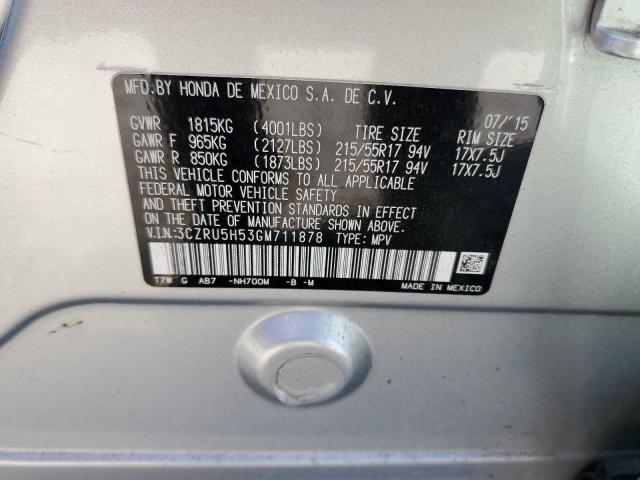 MFD.BY HONDA DE MEXICO S.A. DE C.V.
07/'15
GVWR 1815KG (4001LBS) TIRE SIZE RIM SIZE
GAWR F 965KG (2127LBS) 215/55R17 94V 17X7.5J
GAWR R 850KG (1873LBS) 215/55R17 94V 17X7.5J
THIS VEHICLE CONFORMS TO ALL APPLICABLE
FEDERAL MOTOR VEHICLE SAFETY
AND THEFT PREVENTION STANDARDS IN EFFECT
ON THE DATE OF MANUFACTURE SHOWN ABOVE.
V.I.N:3CZRU5H53GM711878 TYPE: MPV
G AB7 -NH700M -B -M
MADE IN MEXICO